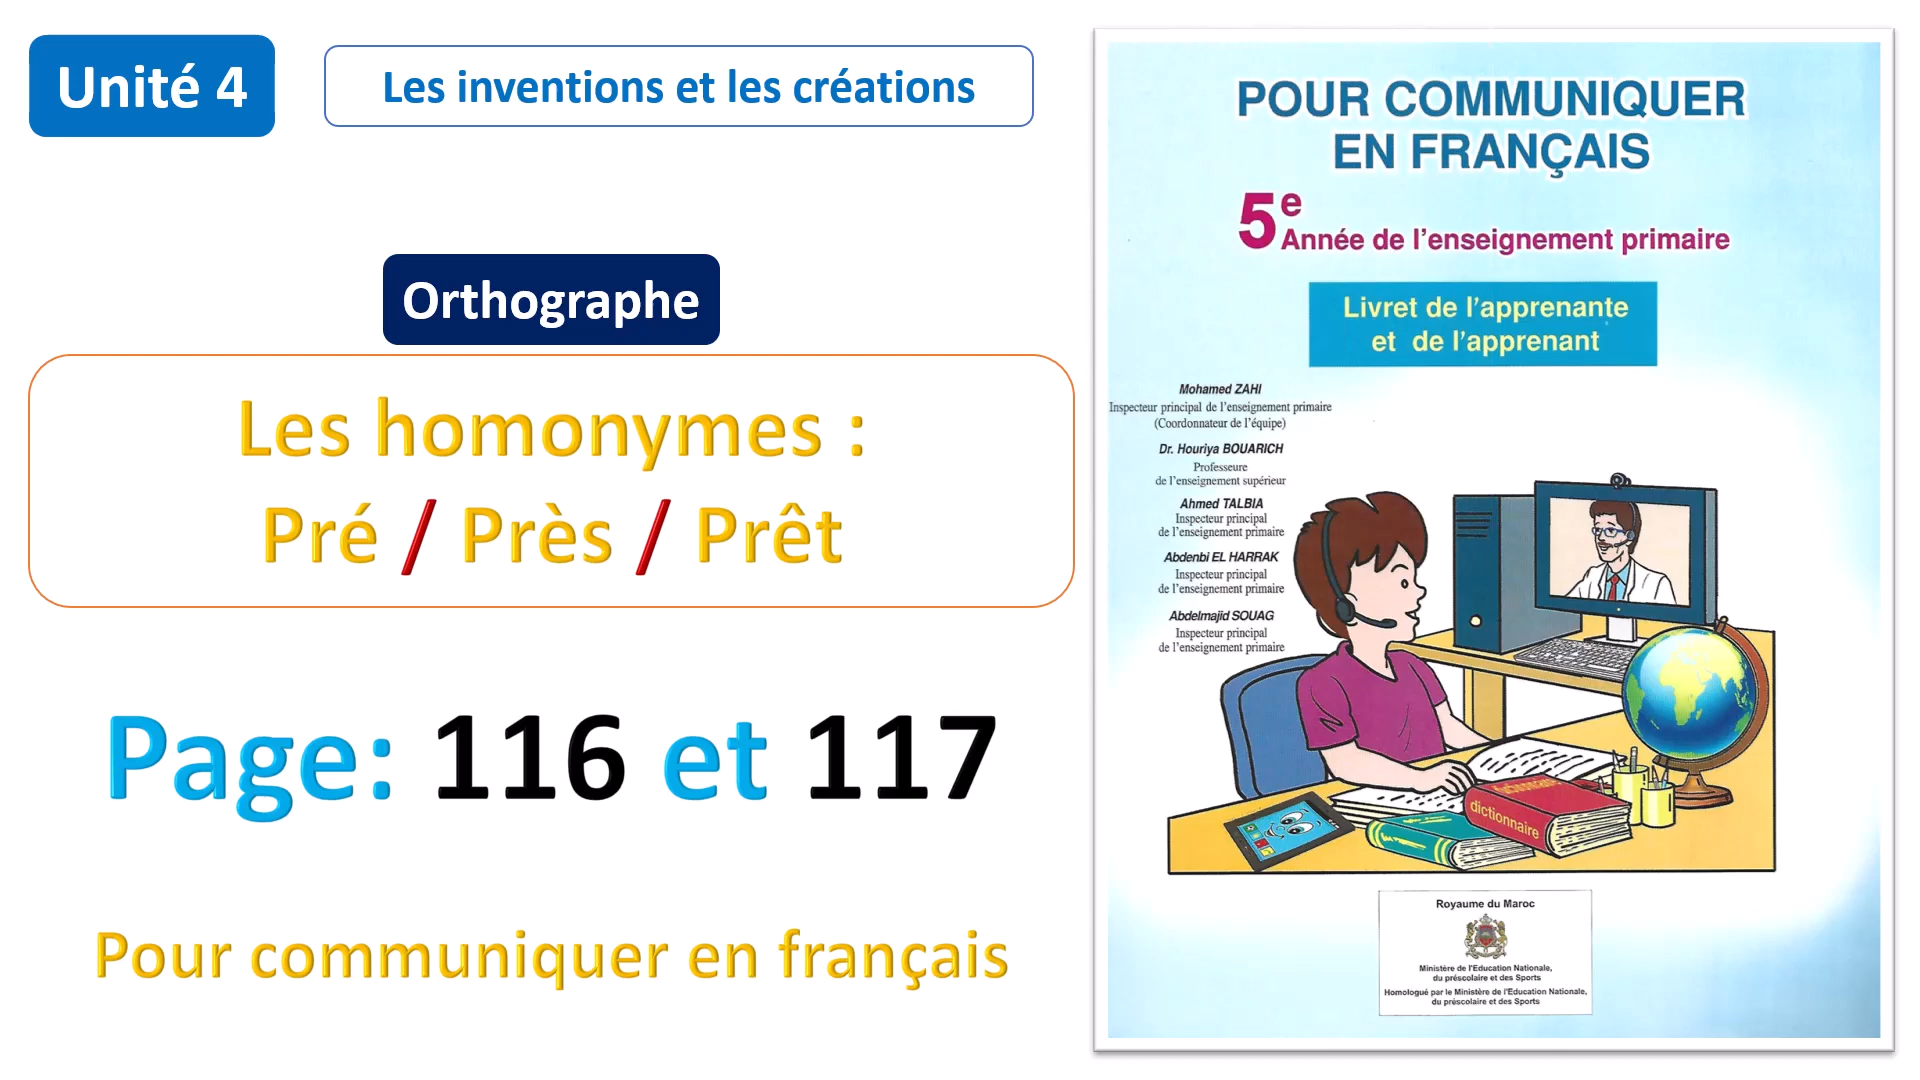 Unité 4
Les inventions et les créations
Orthographe
Les homonymes :
Pré / Près / Prêt
Page: 116 et 117
Pour communiquer en français
POUR COMMUNIQUER
EN FRANÇAIS
5e Année de l'enseignement primaire
Livret de l'apprenante
et de l'apprenant
Mohamed ZAHI
Inspecteur principal de l'enseignement primaire
(Coordonnateur de l'équipe)
Dr. Houriya BOUARICH
Professeure
de l'enseignement supérieur
Ahmed TALBIA
Inspecteur principal
de l'enseignement primaire
Abdenbi EL HARRAK
Inspecteur principal
de l'enseignement primaire
Abdelmajid SOUAG
Inspecteur principal
de l'enseignement primaire
dictionnaire
dictionnaire
Royaume du Maroc
Ministère de l'Education Nationale,
du préscolaire et des Sports
Homologué par le Ministère de l'Education Nationale,
du préscolaire et des Sports